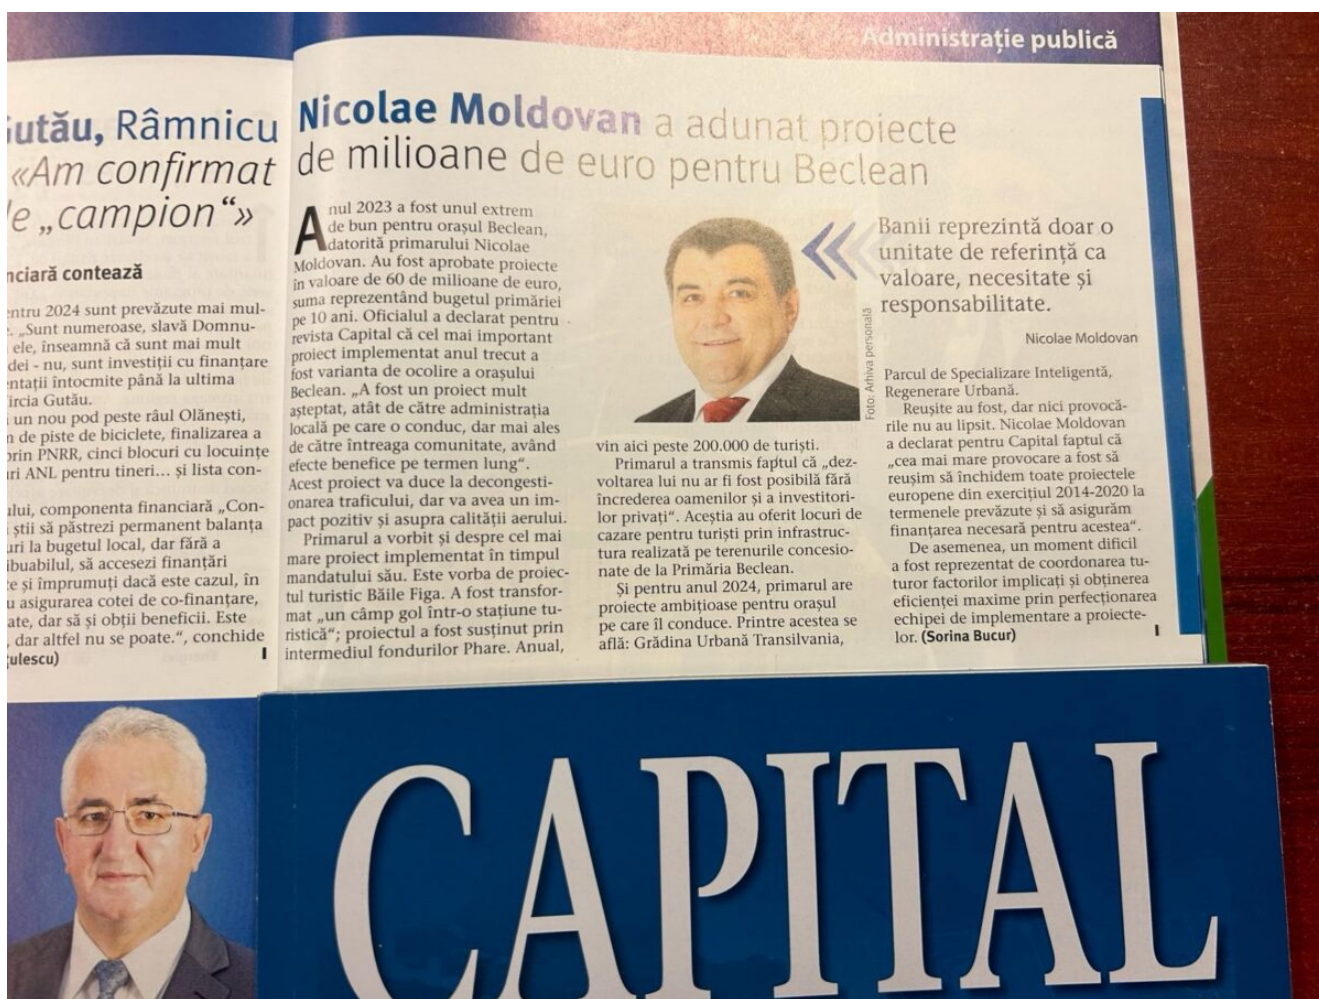 Administrație publică
Gutău, Râmnicu
«Am confirmat
e „campion“»
nciară contează
entru 2024 sunt prevăzute mai mul-
e. „Sunt numeroase, slavă Domnu-
ele, înseamnă că sunt mai mult
dei - nu, sunt investiții cu finanțare
entații întocmite până la ultima
ircia Gutău.
un nou pod peste râul Olănești,
n de piste de biciclete, finalizarea a
prin PNRR, cinci blocuri cu locuințe
ri ANL pentru tineri... și lista con-
ului, componenta financiară „Con-
știi să păstrezi permanent balanța
uri la bugetul local, dar fără a
ibuabilul, să accesezi finanțări
e și împrumuți dacă este cazul, în
u asigurarea cotei de co-finanțare,
ate, dar să și obții beneficii. Este
, dar altfel nu se poate.“, conchide
țulescu)
Nicolae Moldovan a adunat proiecte
de milioane de euro pentru Beclean
Anul 2023 a fost unul extrem
de bun pentru orașul Beclean,
datorită primarului Nicolae
Moldovan. Au fost aprobate proiecte
în valoare de 60 de milioane de euro,
suma reprezentând bugetul primăriei
pe 10 ani. Oficialul a declarat pentru
revista Capital că cel mai important
proiect implementat anul trecut a
fost varianta de ocolire a orașului
Beclean. „A fost un proiect mult
așteptat, atât de către administrația
locală pe care o conduc, dar mai ales
de către întreaga comunitate, având
efecte benefice pe termen lung“.
Acest proiect va duce la decongesti-
onarea traficului, dar va avea un im-
pact pozitiv și asupra calității aerului.
Primarul a vorbit și despre cel mai
mare proiect implementat în timpul
mandatului său. Este vorba de proiec-
tul turistic Băile Figa. A fost transfor-
mat „un câmp gol într-o stațiune tu-
ristică“; proiectul a fost susținut prin
intermediul fondurilor Phare. Anual,
Foto: Arhiva personală
vin aici peste 200.000 de turiști.
Primarul a transmis faptul că „dez-
voltarea lui nu ar fi fost posibilă fără
încrederea oamenilor și a investitori-
lor privați“. Aceștia au oferit locuri de
cazare pentru turiști prin infrastruc-
tura realizată pe terenurile concesio-
nate de la Primăria Beclean.
Și pentru anul 2024, primarul are
proiecte ambițioase pentru orașul
pe care îl conduce. Printre acestea se
află: Grădina Urbană Transilvania,
« Banii reprezintă doar o
unitate de referință ca
valoare, necesitate și
responsabilitate.
Nicolae Moldovan
Parcul de Specializare Inteligentă,
Regenerare Urbană.
Reușite au fost, dar nici provocă-
rile nu au lipsit. Nicolae Moldovan
a declarat pentru Capital faptul că
„cea mai mare provocare a fost să
reușim să închidem toate proiectele
europene din exercițiul 2014-2020 la
termenele prevăzute și să asigurăm
finanțarea necesară pentru acestea“.
De asemenea, un moment dificil
a fost reprezentat de coordonarea tu-
turor factorilor implicați și obținerea
eficienței maxime prin perfecționarea
echipei de implementare a proiecte-
lor. (Sorina Bucur)
CAPITAL